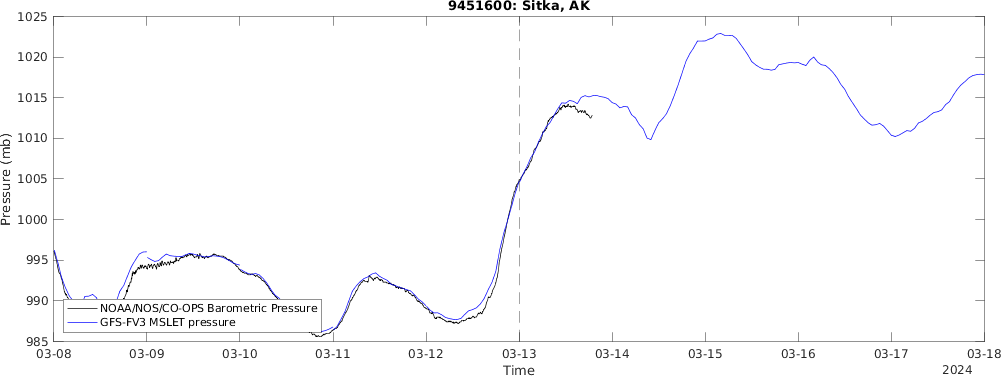 9451600: Sitka, AK
1025
1020
1015
1010
1005
1000
995
990
985
Pressure (mb)
NOAA/NOS/CO-OPS Barometric Pressure
GFS-FV3 MSLET pressure
03-08 03-09 03-10 03-11 03-12 03-13 03-14 03-15 03-16 03-17 03-18
Time
2024